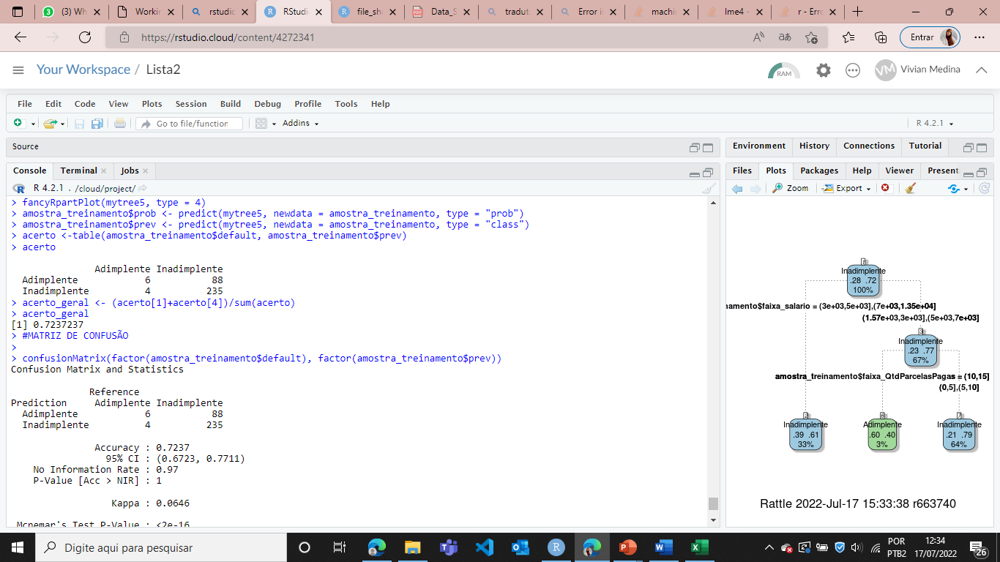 (3) Wh
Workin
rstudio
RStudi
file_sh
Data_S
traduti
Error in
machi
lme4 -
r - Erro
https://rstudio.cloud/content/4272341
Entrar
Your Workspace / Lista2
RAM
VM
Vivian Medina
File Edit Code View Plots Session Build Debug Profile Tools Help
Go to file/function
Addins
R 4.2.1
Source
Console Terminal Jobs
R 4.2.1 . /cloud/project/
> fancyRpartPlot(mytree5, type = 4)
> amostra_treinamento$prob <- predict(mytree5, newdata = amostra_treinamento, type = "prob")
> amostra_treinamento$prev <- predict(mytree5, newdata = amostra_treinamento, type = "class")
> acerto <-table(amostra_treinamento$default, amostra_treinamento$prev)
> acerto
Adimplente Inadimplente
Adimplente 6 88
Inadimplente 4 235
> acerto_geral <- (acerto[1]+acerto[4])/sum(acerto)
> acerto_geral
[1] 0.7237237
> #MATRIZ DE CONFUSÃO
>
> confusionMatrix(factor(amostra_treinamento$default), factor(amostra_treinamento$prev))
Confusion Matrix and Statistics
Reference
Prediction Adimplente Inadimplente
Adimplente 6 88
Inadimplente 4 235
Accuracy : 0.7237
95% CI : (0.6723, 0.7711)
No Information Rate : 0.97
P-Value [Acc > NIR] : 1
Kappa : 0.0646
Mcnemar's Test P-Value : <2e-16
Environment History Connections Tutorial
Files Plots Packages Help Viewer Present
Zoom Export
1
Inadimplente
.28 .72
100%
namento$faixa_salario = (3e+03,5e+03],(7e+03,1.35e+04]
(1.57e+03,3e+03],(5e+03,7e+03]
3
Inadimplente
.23 .77
67%
amostra_treinamento$faixa_QtdParcelasPagas = (10,15]
(0,5],(5,10]
2
Inadimplente
.39 .61
33%
6
Adimplente
.60 .40
3%
7
Inadimplente
.21 .79
64%
Rattle 2022-Jul-17 15:33:38 r663740
Digite aqui para pesquisar
POR
PTB2
12:34
17/07/2022
26